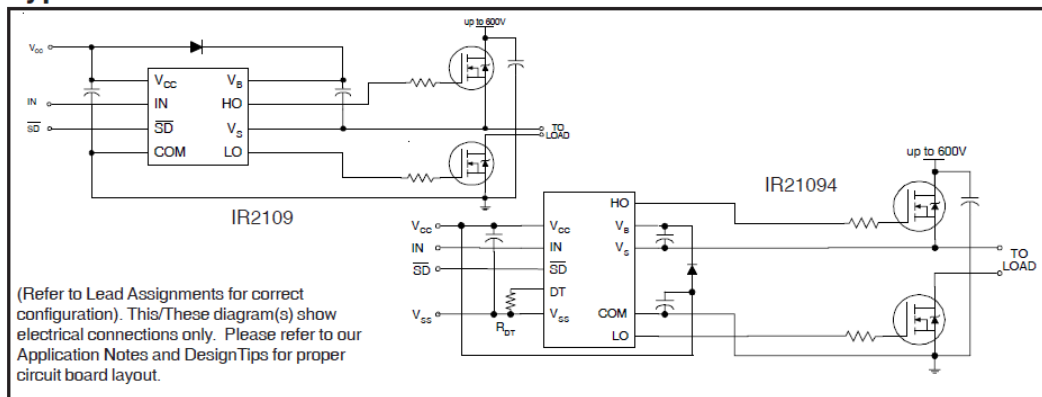 up to 600V
VCC
VCC
VB
IN
IN
HO
SD
SD
VS
TO
LOAD
COM
LO
IR2109
up to 600V
IR21094
HO
VCC
VCC
VB
IN
IN
VS
TO
LOAD
SD
SD
DT
VSS
RDT
VSS
COM
LO
(Refer to Lead Assignments for correct
configuration). This/These diagram(s) show
electrical connections only. Please refer to our
Application Notes and DesignTips for proper
circuit board layout.